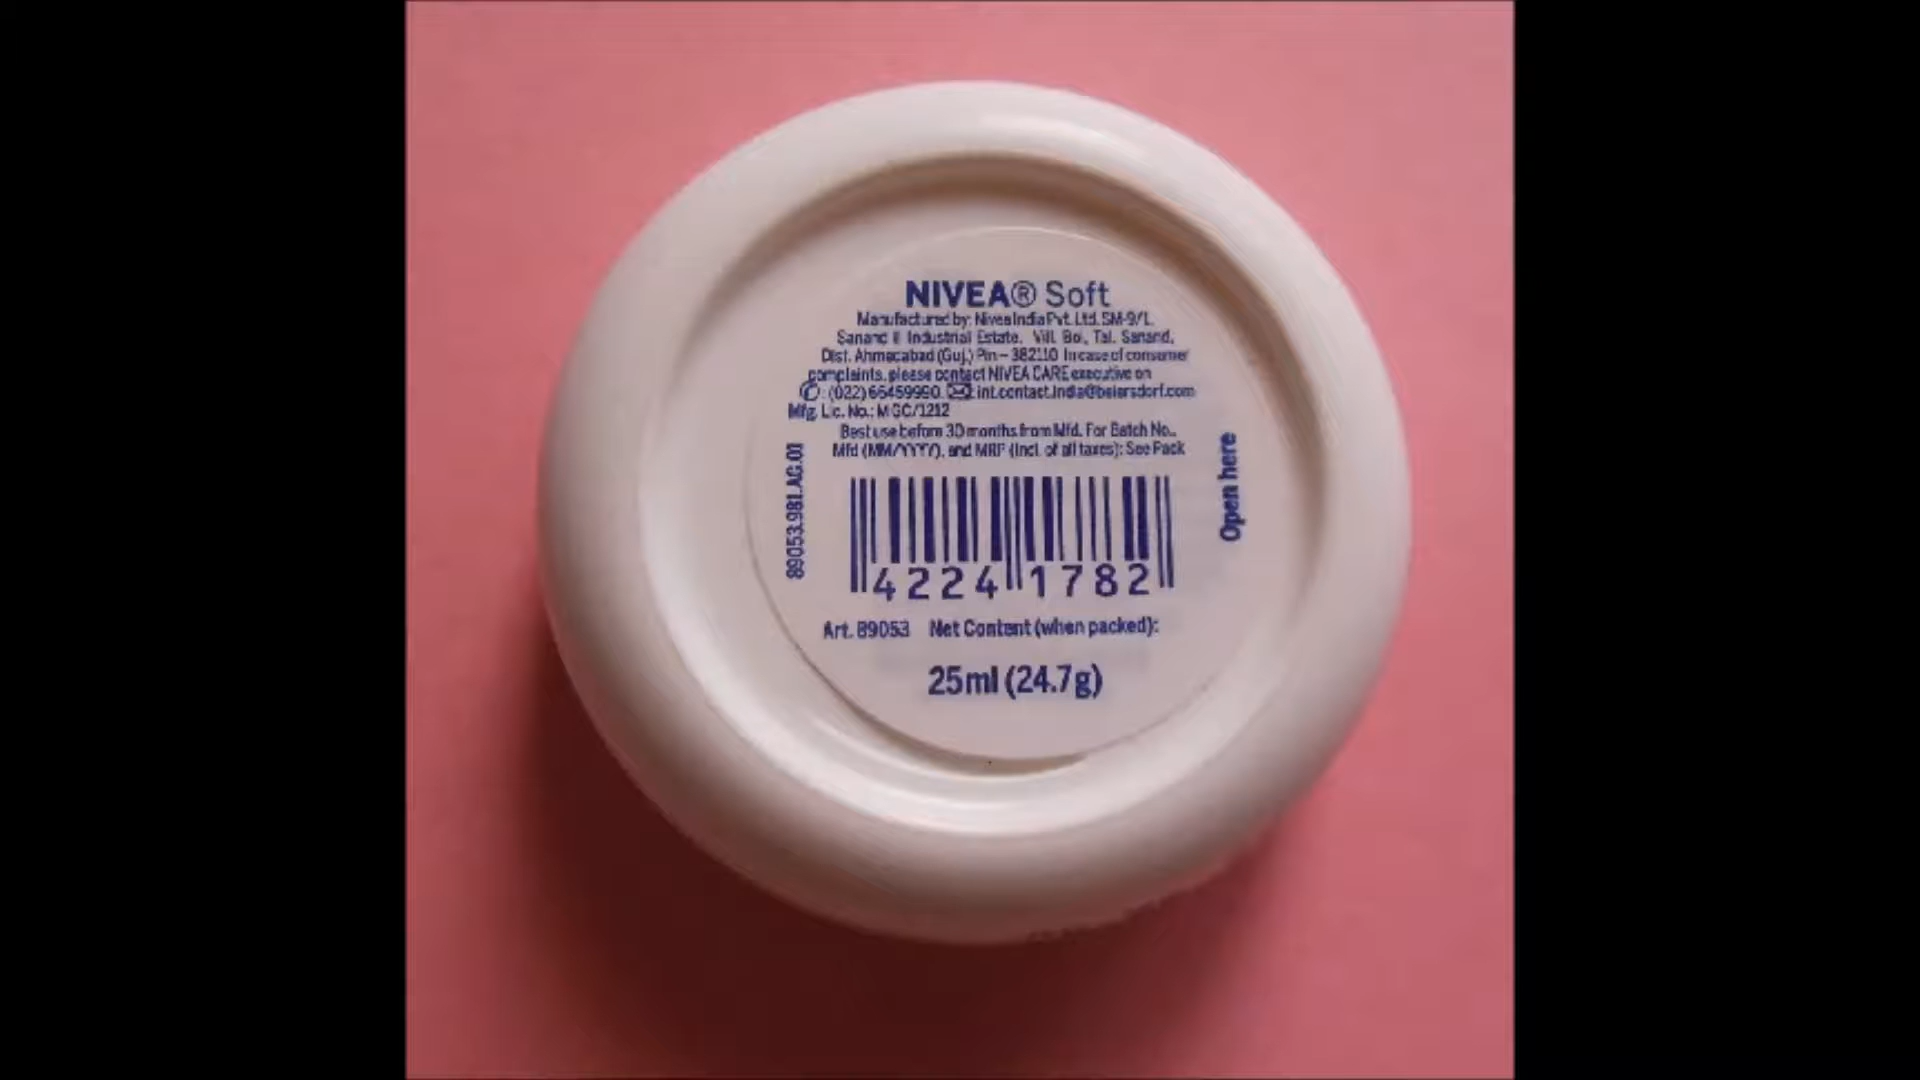 NIVEA® Soft
Manufactured by: Nivea India Pvt. Ltd. SM-9/1,
Sanand II Industrial Estate, Vill. Bol, Tal. Sanand,
Dist. Ahmedabad (Guj.) Pin – 382110 In case of consumer
complaints, please contact NIVEA CARE executive on
: (022) 66459990, : int.contact.india@beiersdorf.com
Mfg. Lic. No.: MGC/1212
Best use before 30 months from Mfd. For Batch No.,
Mfd (MM/YYYY), and MRP (Incl. of all taxes): See Pack
89053.981.AG.01
Open here
4224 1782
Art. 89053 Net Content (when packed):
25ml (24.7g)